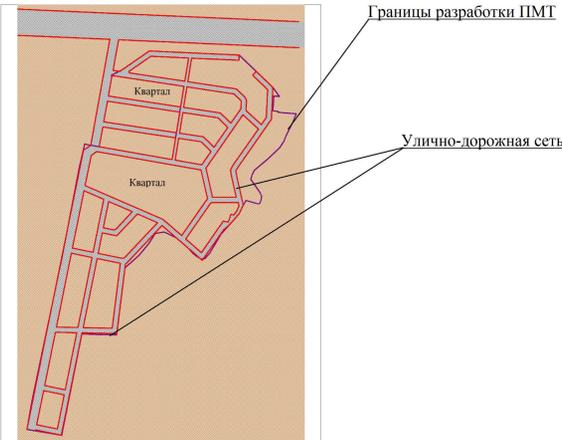 Границы разработки ПМТ
Квартал
Улично-дорожная сеть
Квартал